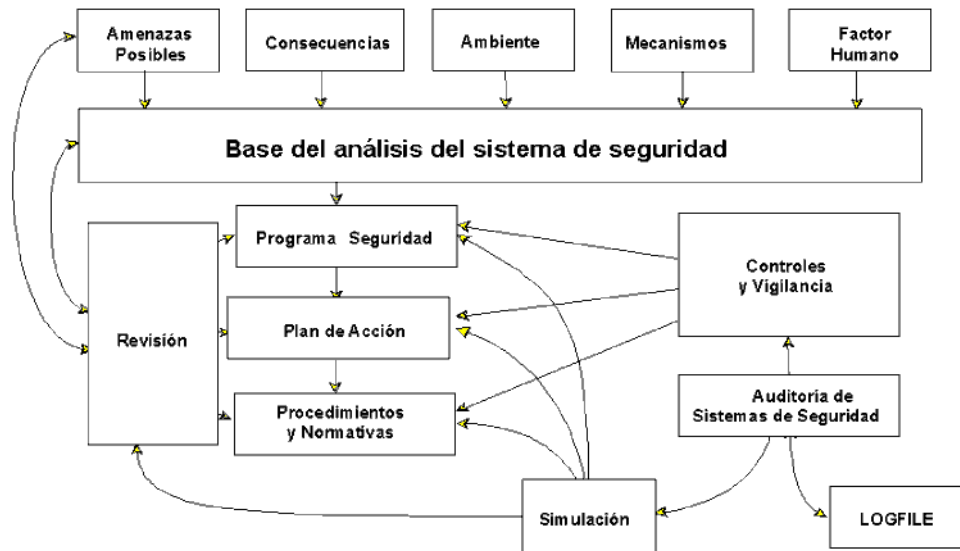 Amenazas
Posibles
Consecuencias
Ambiente
Mecanismos
Factor
Humano
Base del análisis del sistema de seguridad
Programa Seguridad
Controles
y Vigilancia
Revisión
Plan de Acción
Auditoría de
Sistemas de Seguridad
Procedimientos
y Normativas
Simulación
LOGFILE